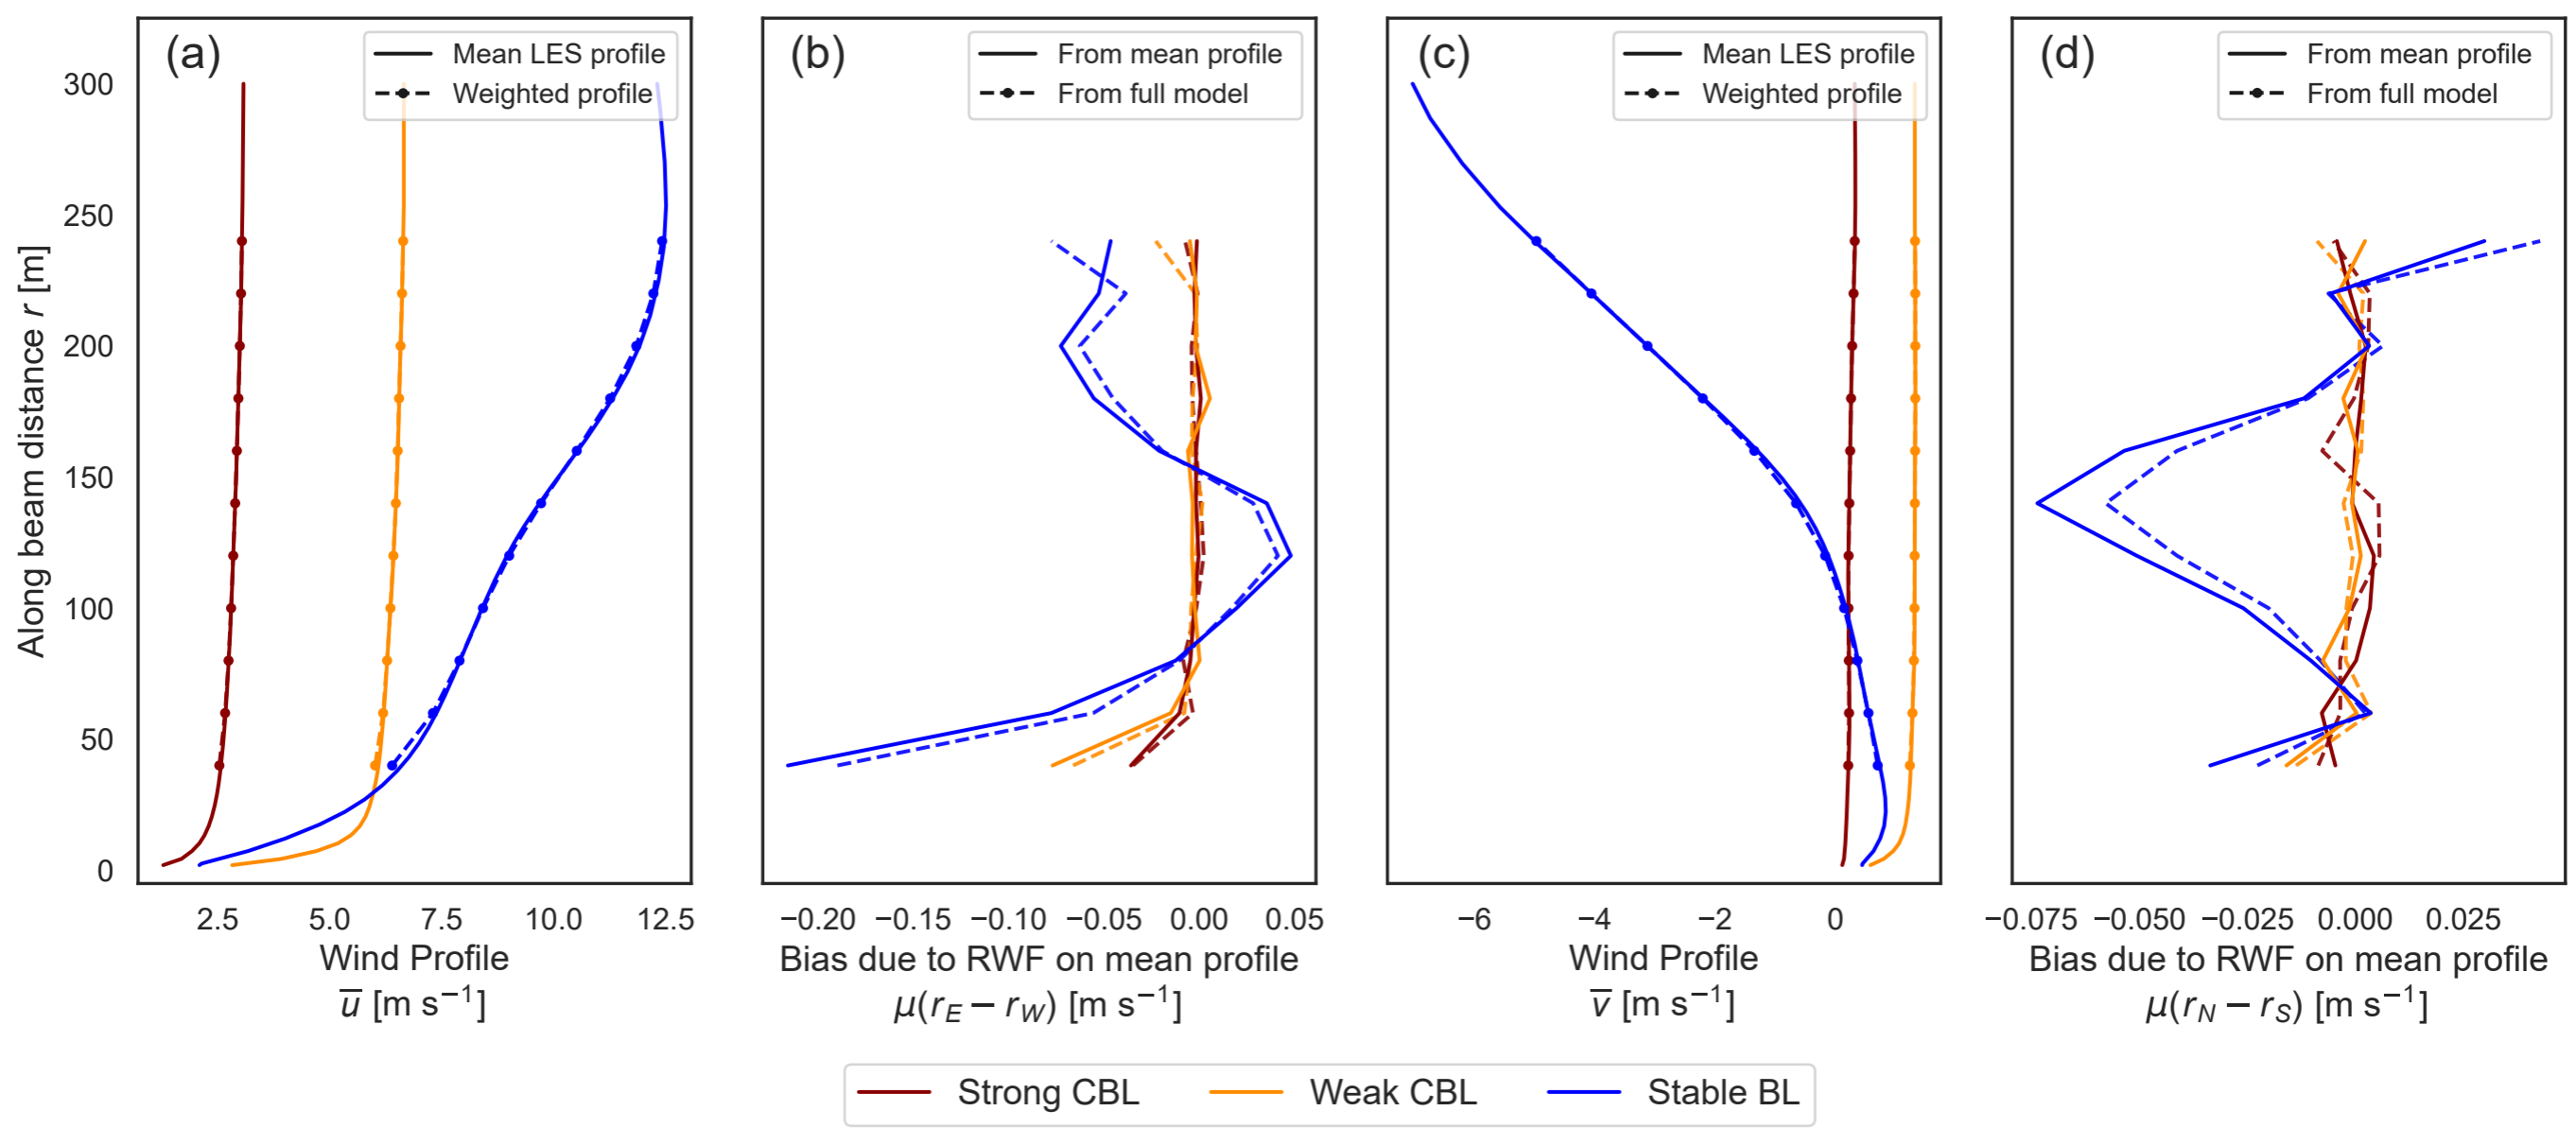 (a)
Mean LES profile
Weighted profile
(b)
From mean profile
From full model
(c)
Mean LES profile
Weighted profile
(d)
From mean profile
From full model
Along beam distance r [m]
300
250
200
150
100
50
0
2.5 5.0 7.5 10.0 12.5
Wind Profile
u̅ [m s⁻¹]
−0.20 −0.15 −0.10 −0.05 0.00 0.05
Bias due to RWF on mean profile
μ(r_E − r_W) [m s⁻¹]
−6 −4 −2 0
Wind Profile
v̅ [m s⁻¹]
−0.075 −0.050 −0.025 0.000 0.025
Bias due to RWF on mean profile
μ(r_N − r_S) [m s⁻¹]
Strong CBL Weak CBL Stable BL